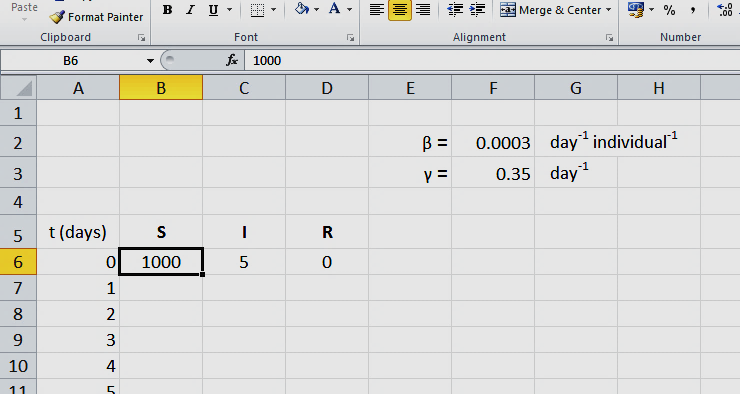 Paste
Format Painter
B I U A A
Merge & Center
% , .00
Clipboard Font Alignment Number
B6 fx 1000
A B C D E F G H
1
2 β = 0.0003 day⁻¹ individual⁻¹
3 γ = 0.35 day⁻¹
4
5 t (days) S I R
6 0 1000 5 0
7 1
8 2
9 3
10 4
11 5